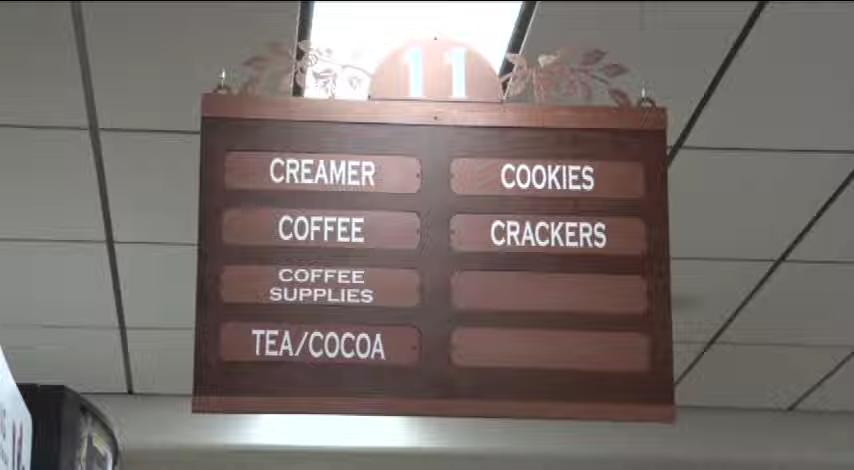 11
CREAMER
COFFEE
COFFEE
SUPPLIES
TEA/COCOA
COOKIES
CRACKERS